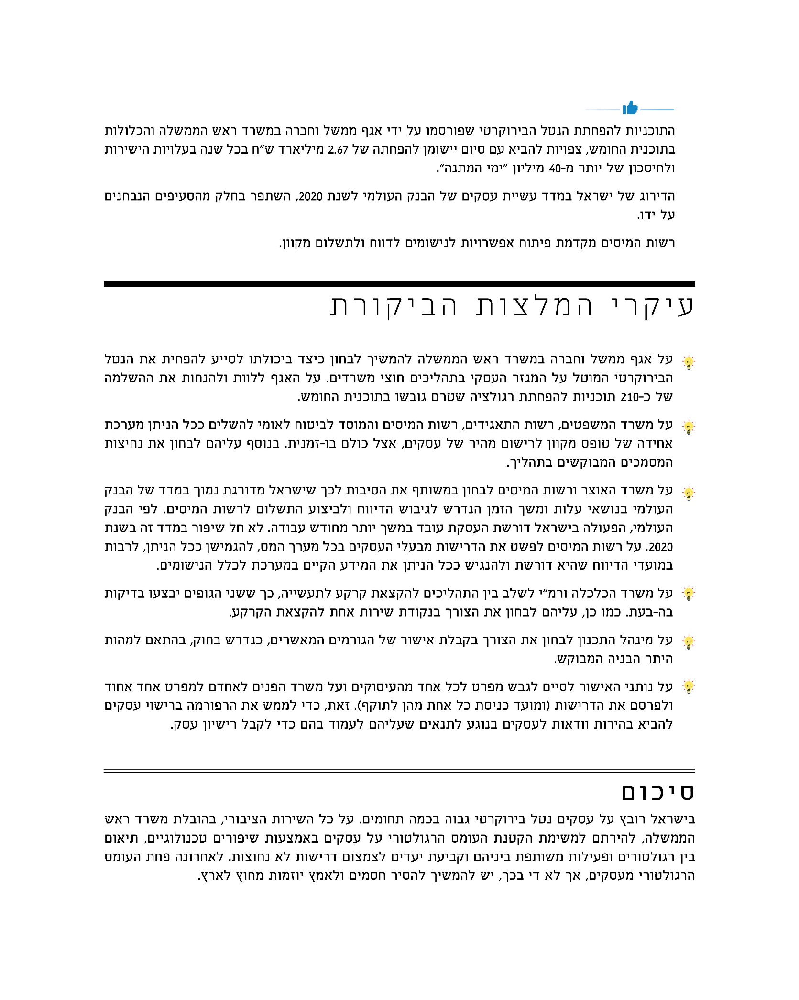 התוכניות להפחתת הנטל הבירוקרטי שפורסמו על ידי אגף ממשל וחברה במשרד ראש הממשלה והכלולות
בתוכנית החומש, צפויות להביא עם סיום יישומן להפחתה של 2.67 מיליארד ש"ח בכל שנה בעלויות הישירות
ולחיסכון של יותר מ-40 מיליון "ימי המתנה".
הדירוג של ישראל במדד עשיית עסקים של הבנק העולמי לשנת 2020, השתפר בחלק מהסעיפים הנבחנים
על ידו.
רשות המיסים מקדמת פיתוח אפשרויות לנישומים לדווח ולתשלום מקוון.
עיקרי המלצות הביקורת
על אגף ממשל וחברה במשרד ראש הממשלה להמשיך לבחון כיצד ביכולתו לסייע להפחית את הנטל
הבירוקרטי המוטל על המגזר העסקי בתהליכים חוצי משרדים. על האגף ללוות ולהנחות את ההשלמה
של כ-210 תוכניות להפחתת רגולציה שטרם גובשו בתוכנית החומש.
על משרד המשפטים, רשות התאגידים, רשות המיסים והמוסד לביטוח לאומי להשלים ככל הניתן מערכת
אחידה של טופס מקוון לרישום מהיר של עסקים, אצל כולם בו-זמנית. בנוסף עליהם לבחון את נחיצות
המסמכים המבוקשים בתהליך.
על משרד האוצר ורשות המיסים לבחון במשותף את הסיבות לכך שישראל מדורגת נמוך במדד של הבנק
העולמי בנושאי עלות ומשך הזמן הנדרש לגיבוש הדיווח ולביצוע התשלום לרשות המיסים. לפי הבנק
העולמי, הפעולה בישראל דורשת העסקת עובד במשך יותר מחודש עבודה. לא חל שיפור במדד זה בשנת
2020. על רשות המיסים לפשט את הדרישות מבעלי העסקים בכל מערך המס, להגמישן ככל הניתן, לרבות
במועדי הדיווח שהיא דורשת ולהנגיש ככל הניתן את המידע הקיים במערכת לכלל הנישומים.
על משרד הכלכלה ורמ"י לשלב בין התהליכים להקצאת קרקע לתעשייה, כך ששני הגופים יבצעו בדיקות
בה-בעת. כמו כן, עליהם לבחון את הצורך בנקודת שירות אחת להקצאת הקרקע.
על מינהל התכנון לבחון את הצורך בקבלת אישור של הגורמים המאשרים, כנדרש בחוק, בהתאם למהות
היתר הבניה המבוקש.
על נותני האישור לסיים לגבש מפרט לכל אחד מהעיסוקים ועל משרד הפנים לאחדם למפרט אחד אחוד
ולפרסם את הדרישות (ומועד כניסת כל אחת מהן לתוקף). זאת, כדי לממש את הרפורמה ברישוי עסקים
להביא בהירות וודאות לעסקים בנוגע לתנאים שעליהם לעמוד בהם כדי לקבל רישיון עסק.
סיכום
בישראל רובץ על עסקים נטל בירוקרטי גבוה בכמה תחומים. על כל השירות הציבורי, בהובלת משרד ראש
הממשלה, להירתם למשימת הקטנת העומס הרגולטורי על עסקים באמצעות שיפורים טכנולוגיים, תיאום
בין רגולטורים ופעילות משותפת ביניהם וקביעת יעדים לצמצום דרישות לא נחוצות. לאחרונה פחת העומס
הרגולטורי מעסקים, אך לא די בכך, יש להמשיך להסיר חסמים ולאמץ יוזמות מחוץ לארץ.